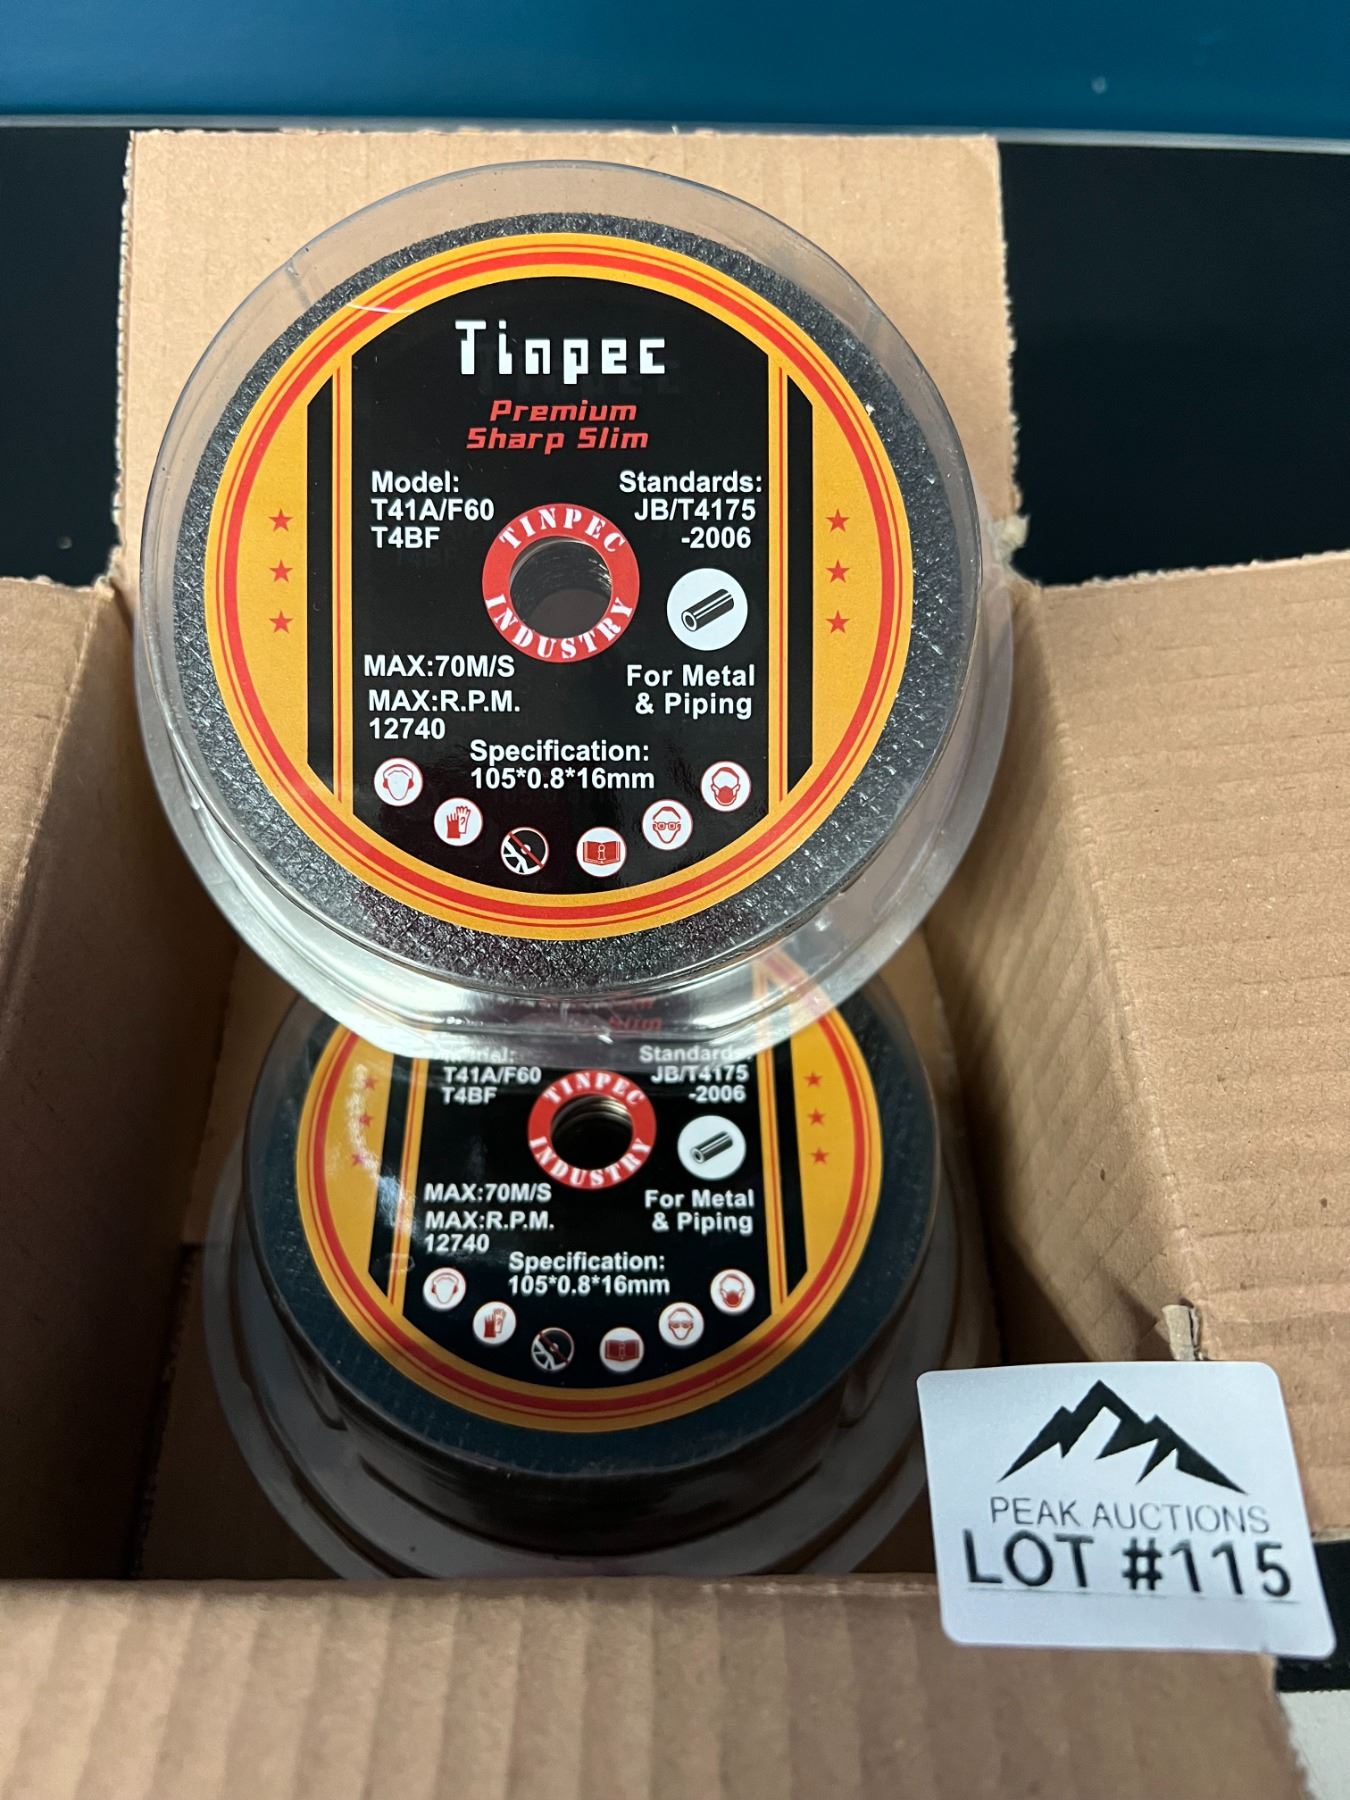 Tinpec
Premium
Sharp Slim
Model:
T41A/F60
T4BF
Standards:
JB/T4175
-2006
TINPEC
INDUSTRY
MAX:70M/S
MAX:R.P.M.
12740
For Metal
& Piping
Specification:
105*0.8*16mm
Slim
Model:
T41A/F60
T4BF
Standards:
JB/T4175
-2006
TINPEC
INDUSTRY
MAX:70M/S
MAX:R.P.M.
12740
For Metal
& Piping
Specification:
105*0.8*16mm
PEAK AUCTIONS
LOT #115